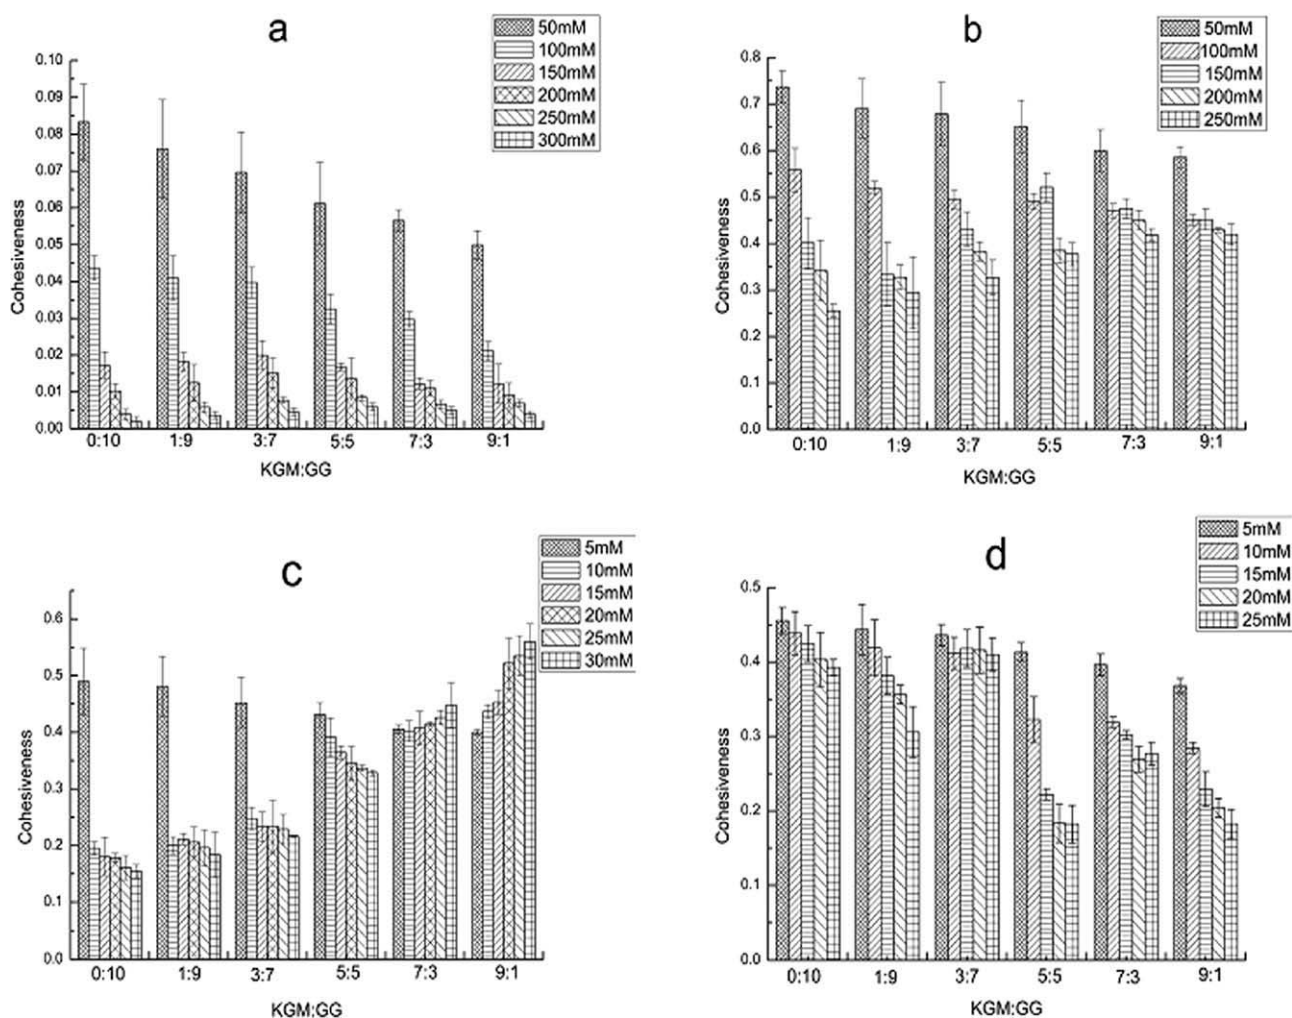 a
50mM
100mM
150mM
200mM
250mM
300mM
0.10
0.09
0.08
0.07
0.06
0.05
0.04
0.03
0.02
0.01
0.00
Cohesiveness
0:10 1:9 3:7 5:5 7:3 9:1
KGM:GG
b
50mM
100mM
150mM
200mM
250mM
0.8
0.7
0.6
0.5
0.4
0.3
0.2
0.1
0.0
Cohesiveness
0:10 1:9 3:7 5:5 7:3 9:1
KGM:GG
c
5mM
10mM
15mM
20mM
25mM
30mM
0.6
0.5
0.4
0.3
0.2
0.1
0.0
Cohesiveness
0:10 1:9 3:7 5:5 7:3 9:1
KGM:GG
d
5mM
10mM
15mM
20mM
25mM
0.5
0.4
0.3
0.2
0.1
0.0
Cohesiveness
0:10 1:9 3:7 5:5 7:3 9:1
KGM:GG